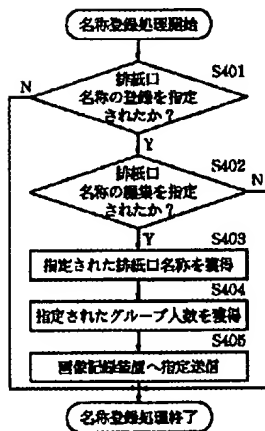 名称登録処理開始
S401
N
排紙口
名称の登録を指定
されたか？
Y
S402
排紙口
名称の編集を指定
されたか？
N
Y
S403
指定された排紙口名称を獲得
S404
指定されたグループ人数を獲得
S405
画像記録装置へ指定送信
名称登録処理終了